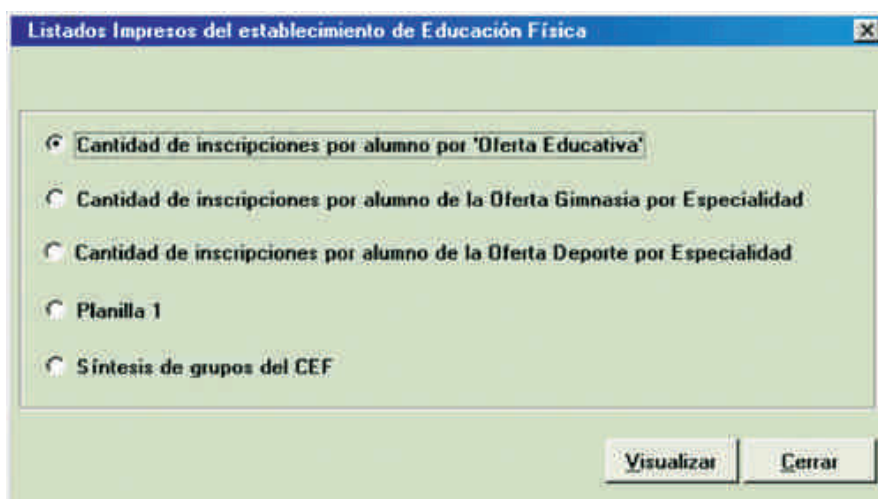 Listados Impresos del establecimiento de Educación Física
Cantidad de inscripciones por alumno por 'Oferta Educativa'
Cantidad de inscripciones por alumno de la Oferta Gimnasia por Especialidad
Cantidad de inscripciones por alumno de la Oferta Deporte por Especialidad
Planilla 1
Síntesis de grupos del CEF
Visualizar Cerrar